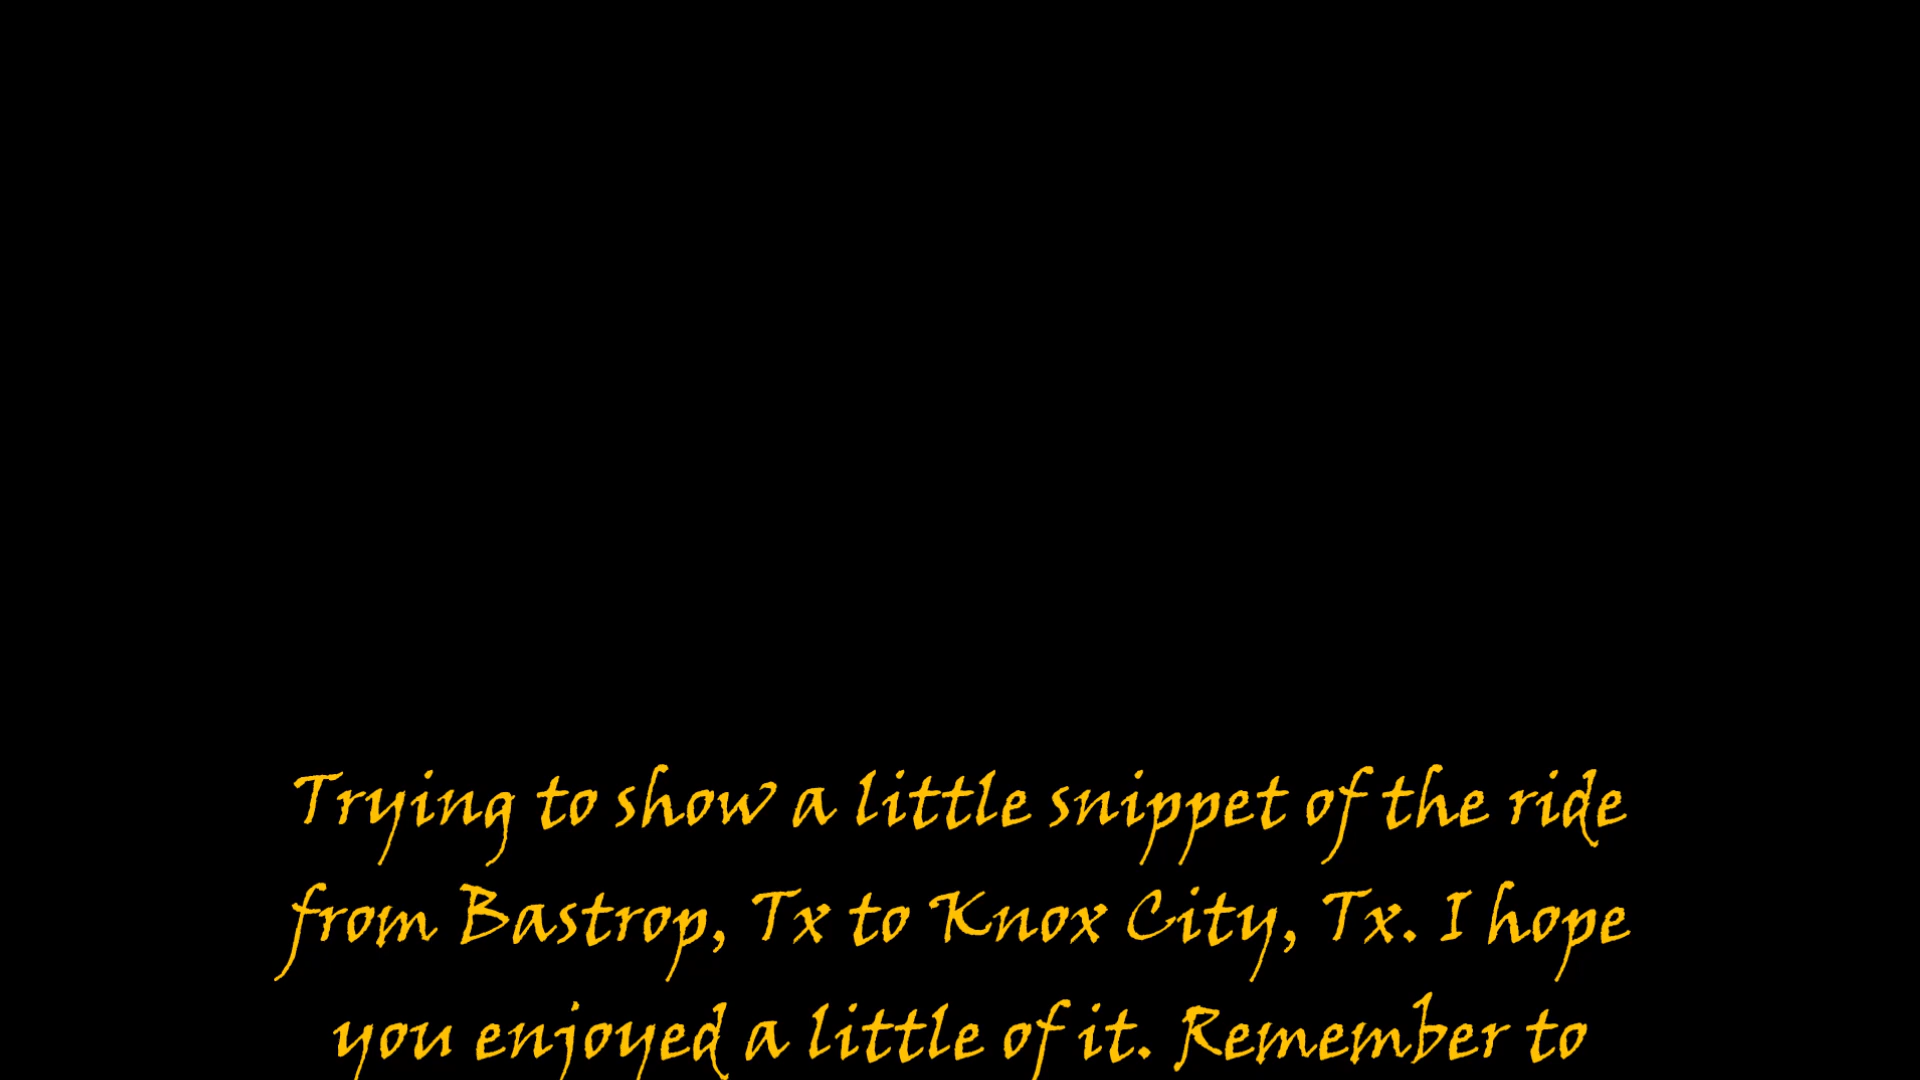 Trying to show a little snippet of the ride
from Bastrop, Tx to Knox City, Tx. I hope
you enjoyed a little of it. Remember to